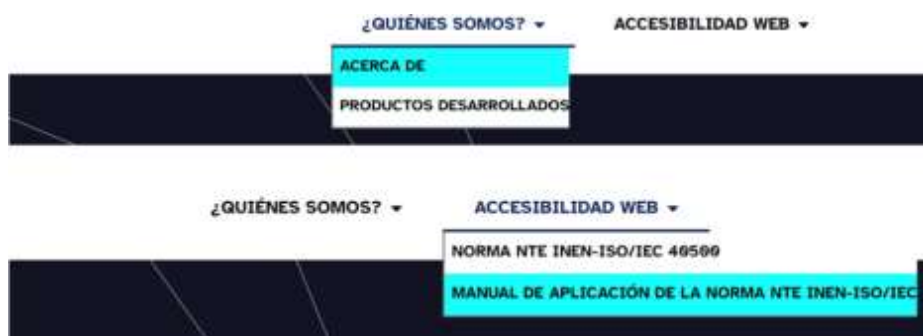 ¿QUIÉNES SOMOS? ACCESIBILIDAD WEB
ACERCA DE
PRODUCTOS DESARROLLADOS
¿QUIÉNES SOMOS? ACCESIBILIDAD WEB
NORMA NTE INEN-ISO/IEC 40500
MANUAL DE APLICACIÓN DE LA NORMA NTE INEN-ISO/IEC